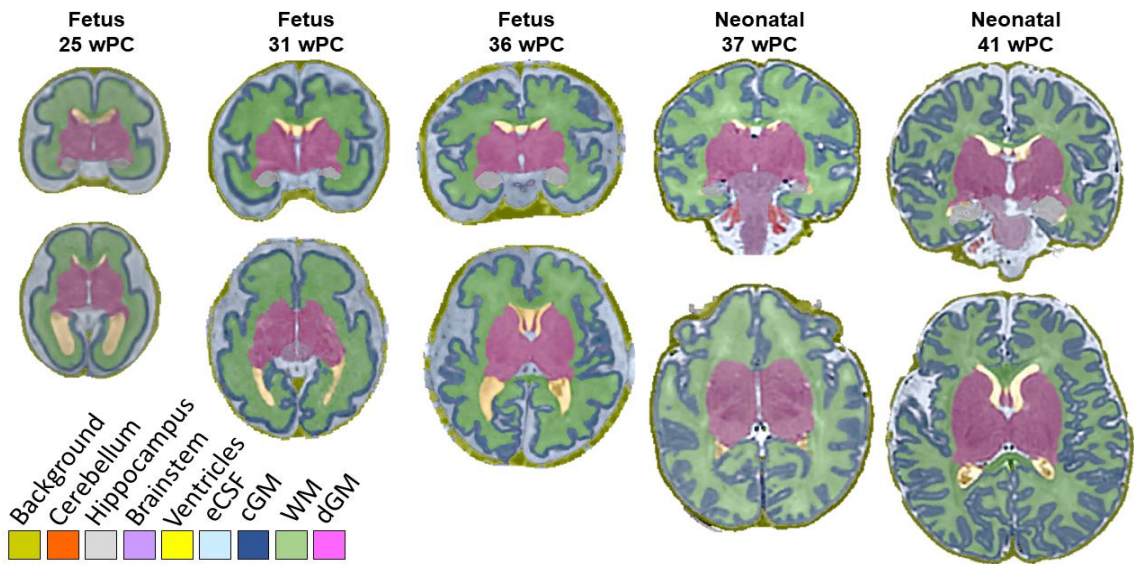 Fetus
25 wPC
Fetus
31 wPC
Fetus
36 wPC
Neonatal
37 wPC
Neonatal
41 wPC
Background
Cerebellum
Hippocampus
Brainstem
Ventricles
eCSF
cGM
WM
dGM